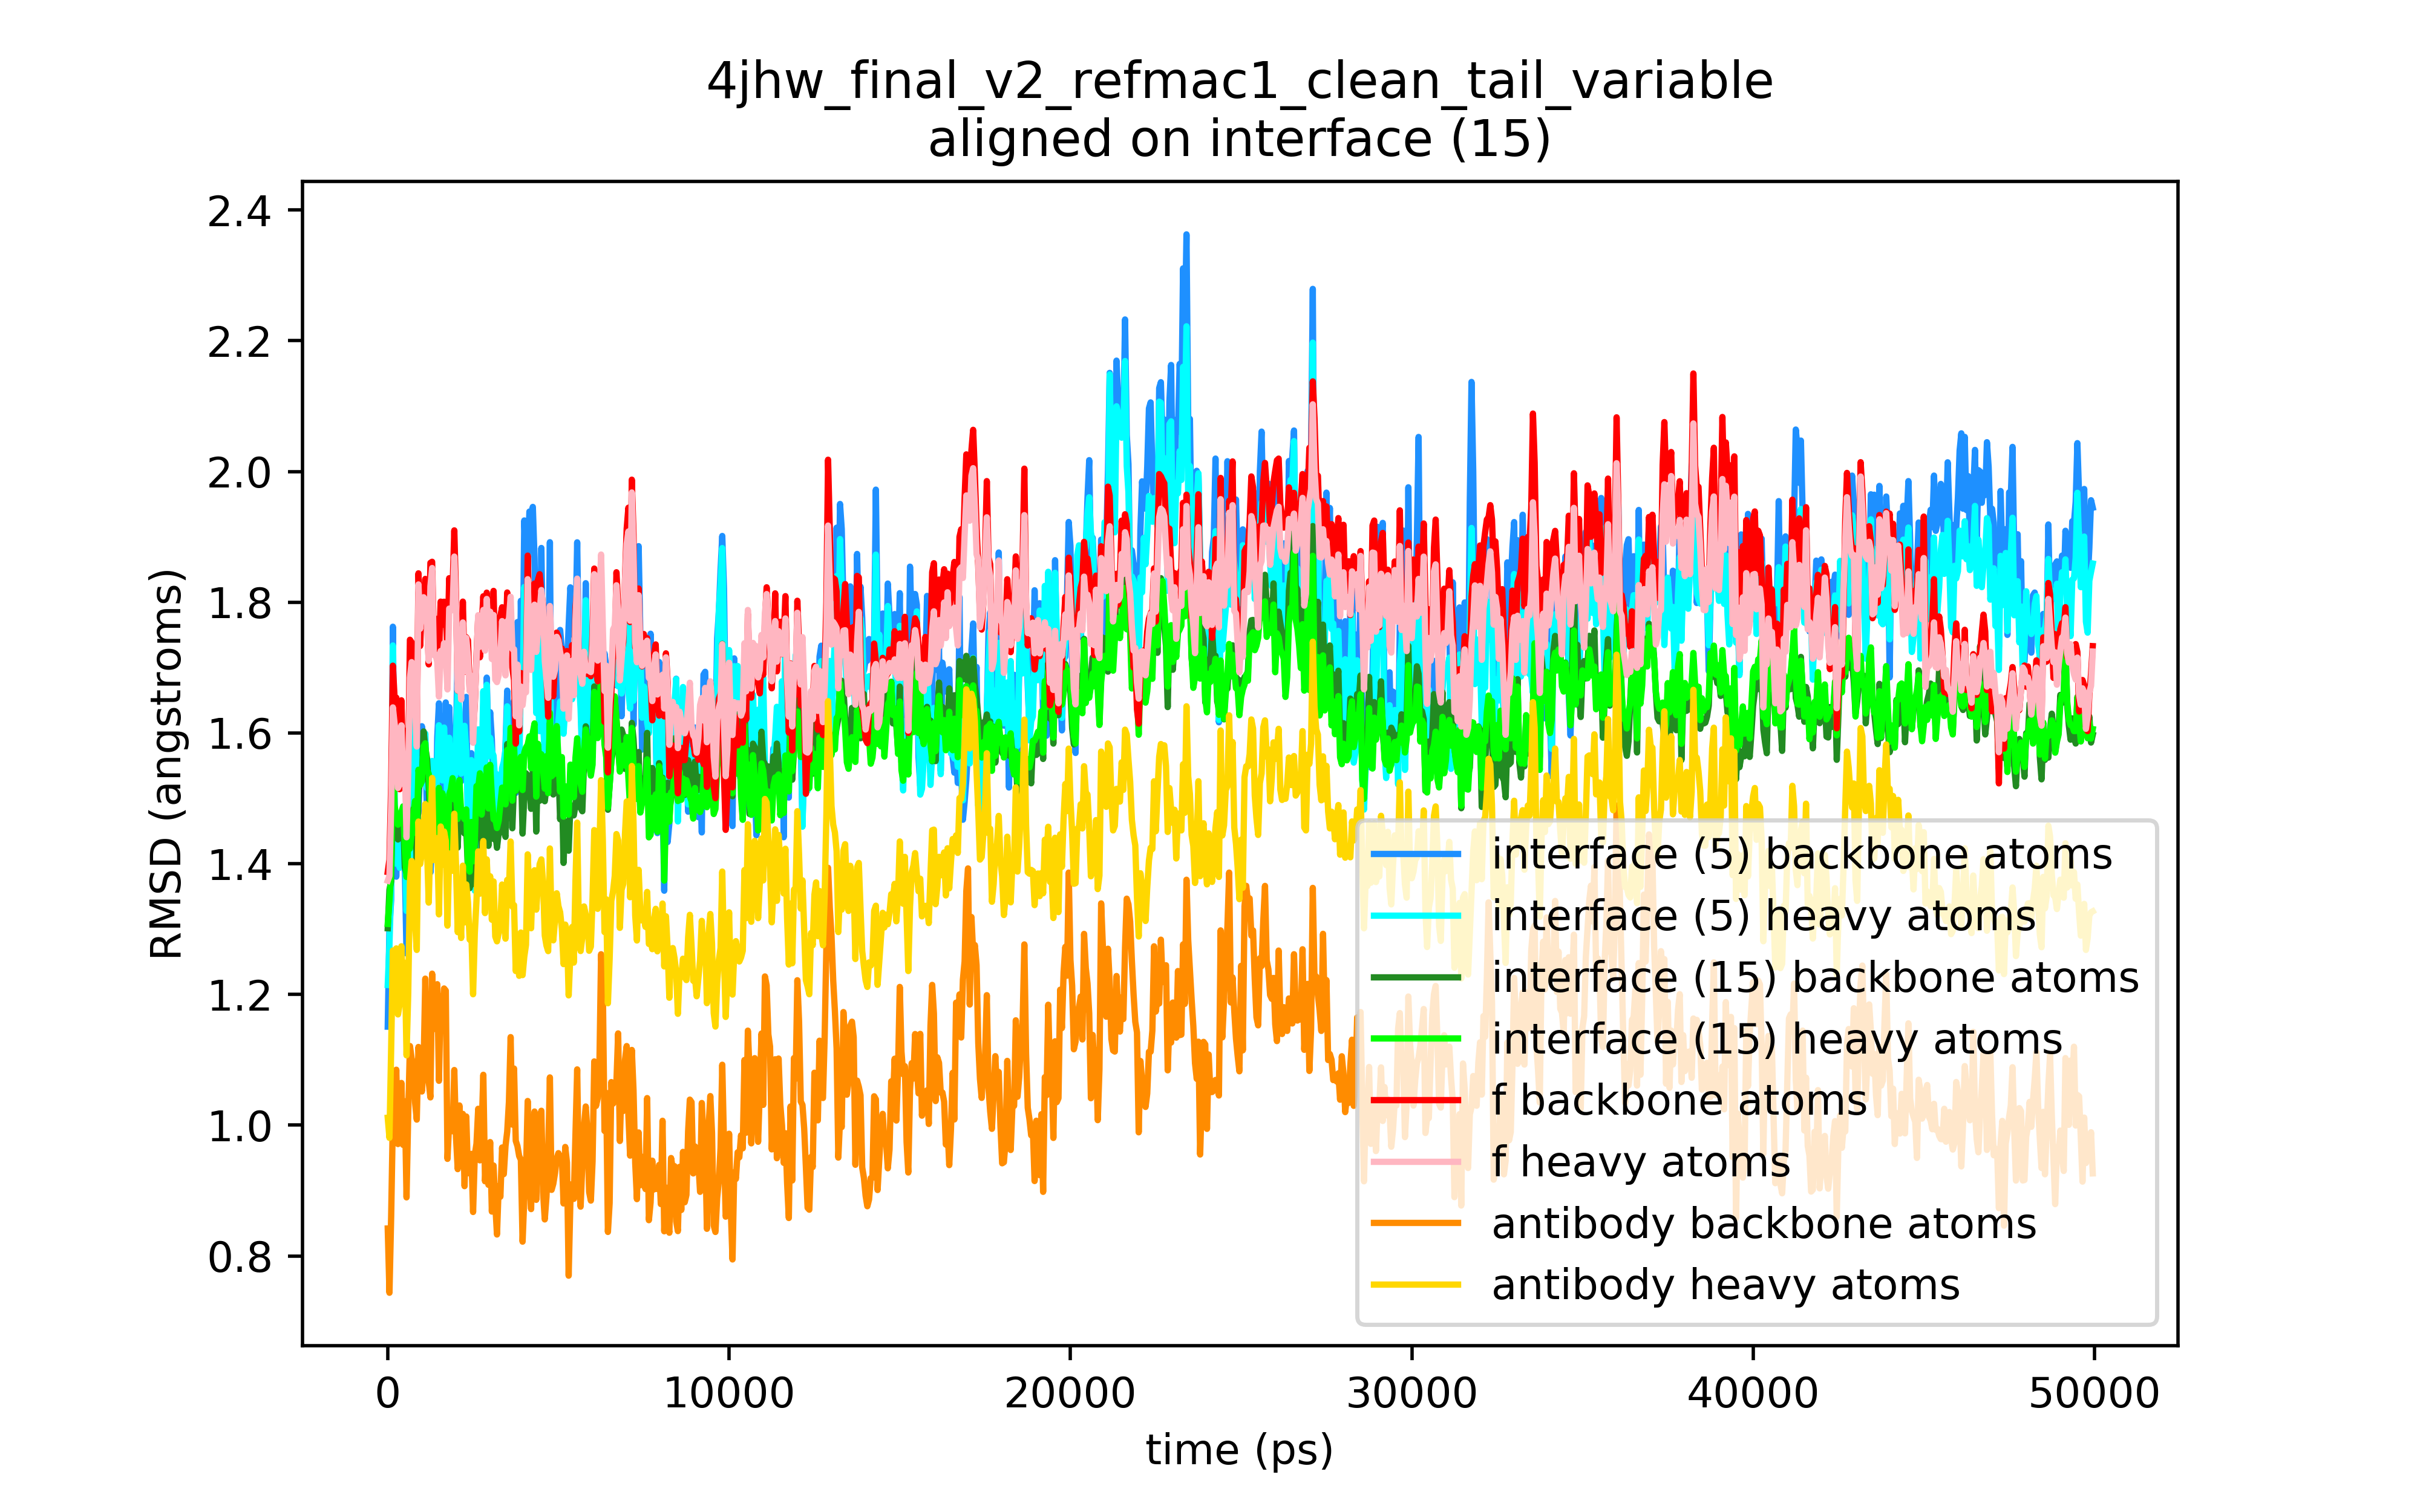 4jhw_final_v2_refmac1_clean_tail_variable
aligned on interface (15)
RMSD (angstroms)
2.4
2.2
2.0
1.8
1.6
1.4
1.2
1.0
0.8
interface (5) backbone atoms
interface (5) heavy atoms
interface (15) backbone atoms
interface (15) heavy atoms
f backbone atoms
f heavy atoms
antibody backbone atoms
antibody heavy atoms
0
10000
20000
30000
40000
50000
time (ps)